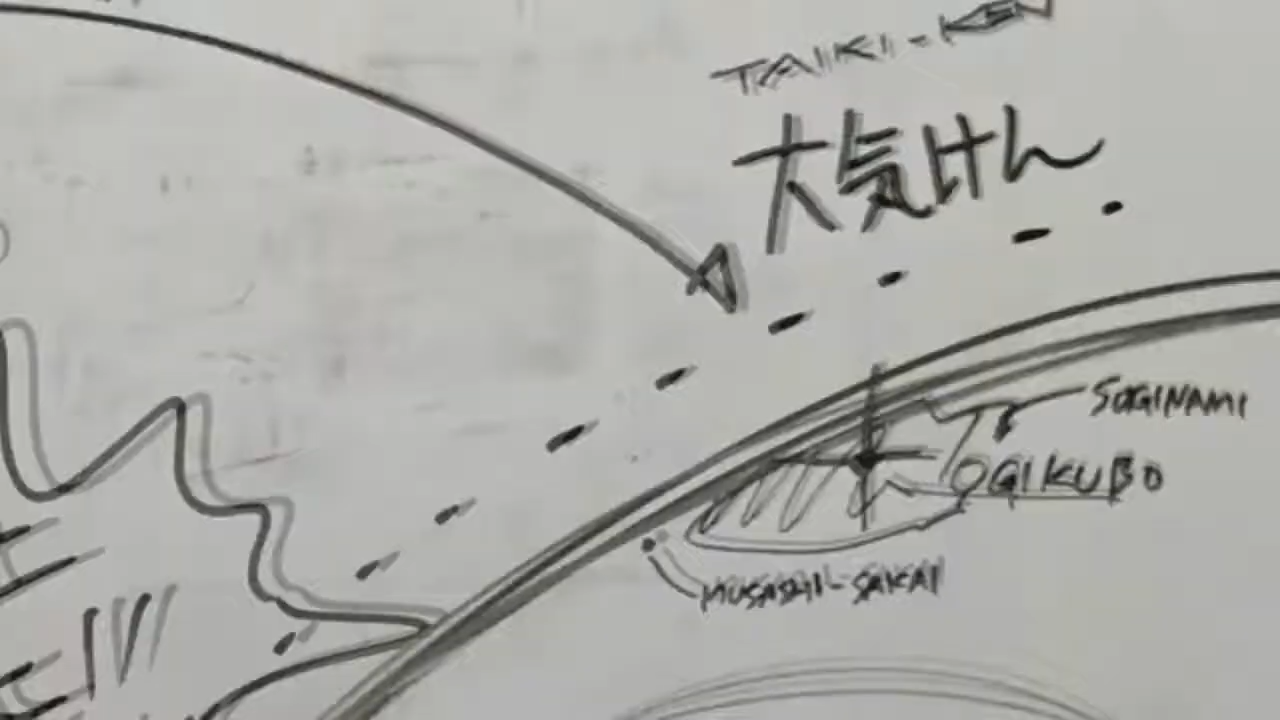 TAIKI-KEN
大気けん
SUGINAMI
OGIKUBO
MUSASHI-SAKAI